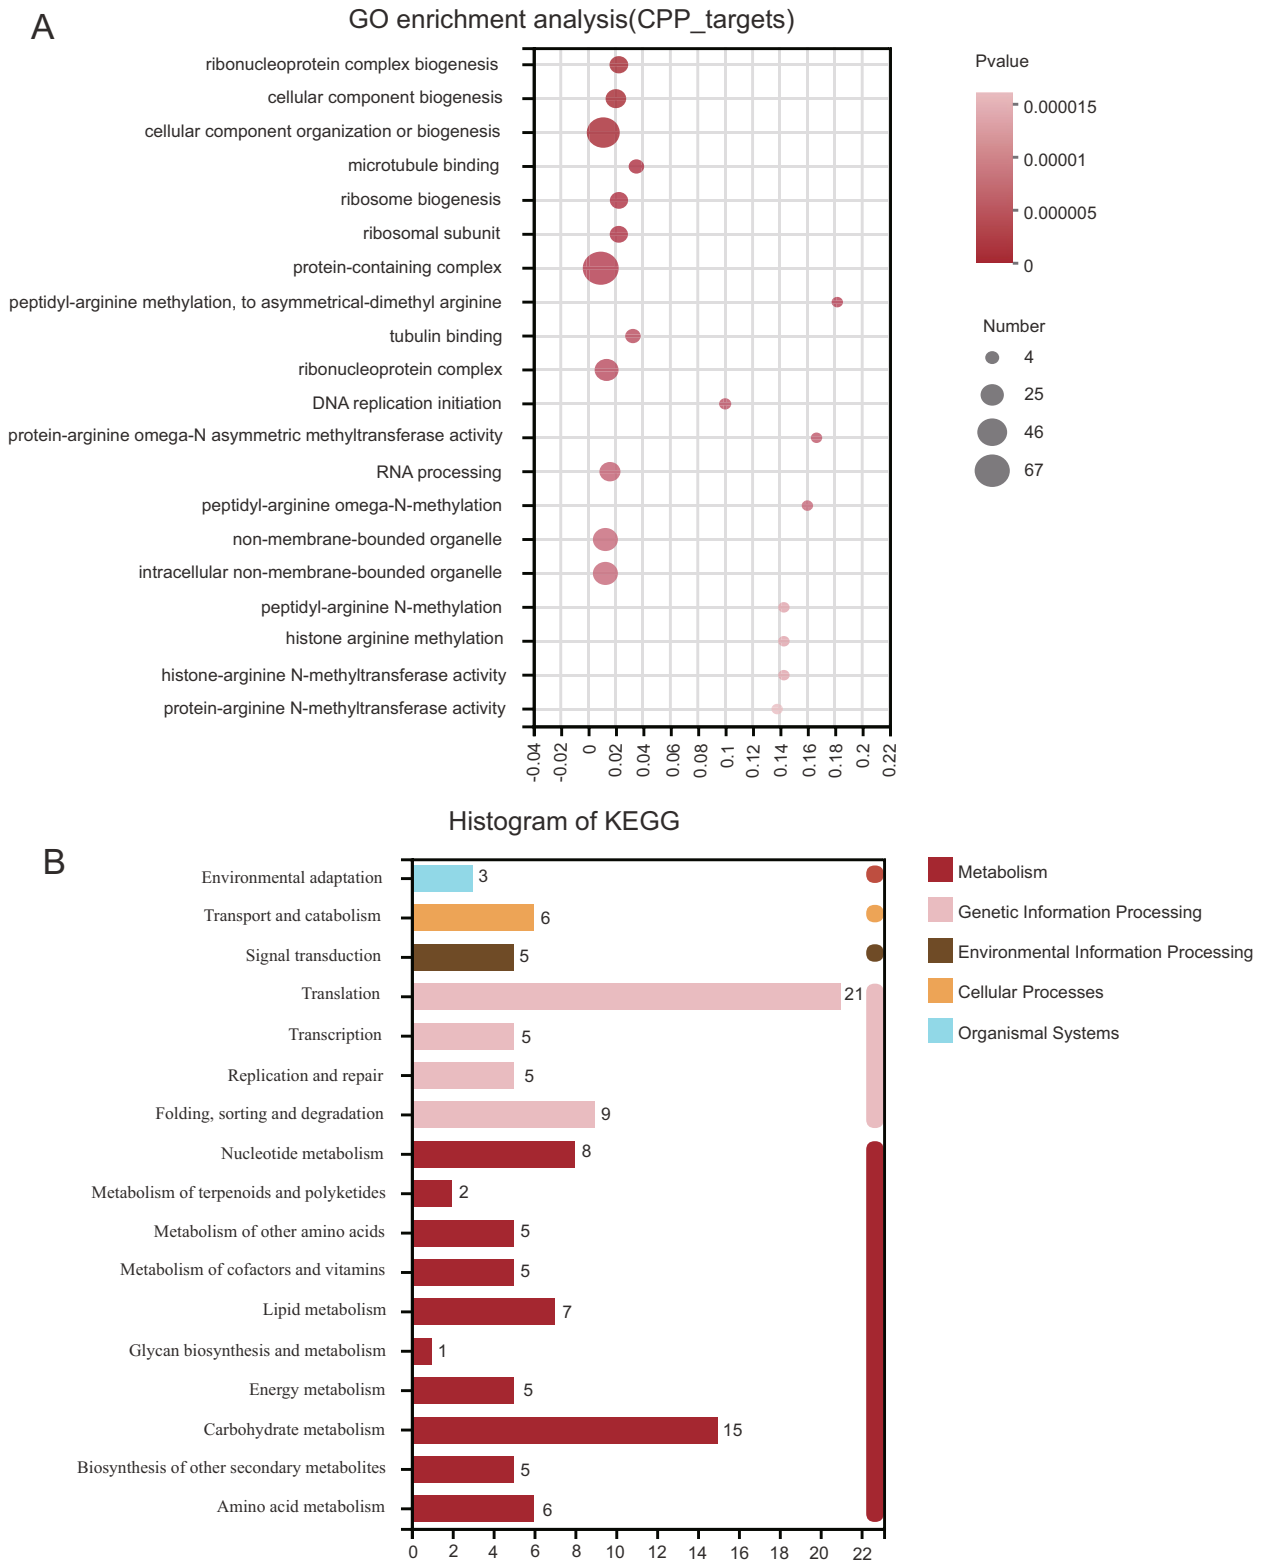 A
GO enrichment analysis(CPP_targets)
ribonucleoprotein complex biogenesis
cellular component biogenesis
cellular component organization or biogenesis
microtubule binding
ribosome biogenesis
ribosomal subunit
protein-containing complex
peptidyl-arginine methylation, to asymmetrical-dimethyl arginine
tubulin binding
ribonucleoprotein complex
DNA replication initiation
protein-arginine omega-N asymmetric methyltransferase activity
RNA processing
peptidyl-arginine omega-N-methylation
non-membrane-bounded organelle
intracellular non-membrane-bounded organelle
peptidyl-arginine N-methylation
histone arginine methylation
histone-arginine N-methyltransferase activity
protein-arginine N-methyltransferase activity
-0.04 -0.02 0 0.02 0.04 0.06 0.08 0.1 0.12 0.14 0.16 0.18 0.2 0.22
Pvalue
0.000015
0.00001
0.000005
0
Number
4
25
46
67
Histogram of KEGG
B
Environmental adaptation 3
Transport and catabolism 6
Signal transduction 5
Translation 21
Transcription 5
Replication and repair 5
Folding, sorting and degradation 9
Nucleotide metabolism 8
Metabolism of terpenoids and polyketides 2
Metabolism of other amino acids 5
Metabolism of cofactors and vitamins 5
Lipid metabolism 7
Glycan biosynthesis and metabolism 1
Energy metabolism 5
Carbohydrate metabolism 15
Biosynthesis of other secondary metabolites 5
Amino acid metabolism 6
0 2 4 6 8 10 12 14 16 18 20 22
Metabolism
Genetic Information Processing
Environmental Information Processing
Cellular Processes
Organismal Systems